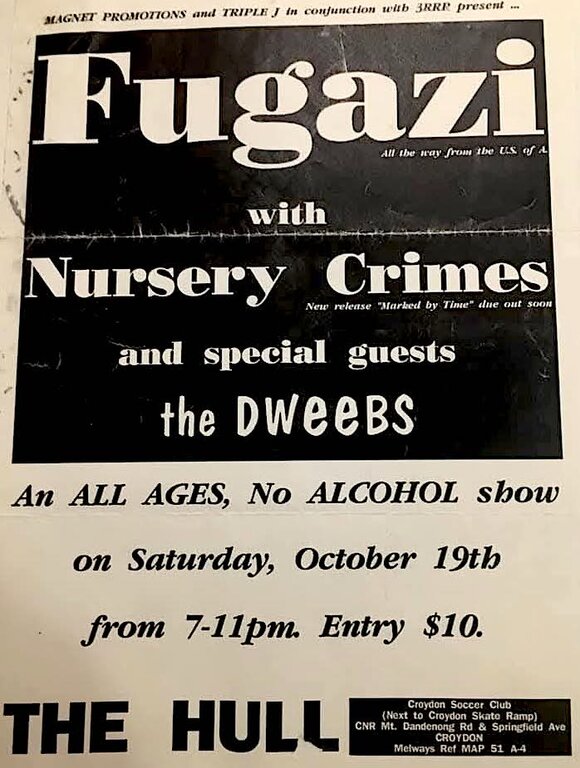 MAGNET PROMOTIONS and TRIPLE J in conjunction with 3RRR present ...
Fugazi
All the way from the U.S. of A.
with
Nursery Crimes
New release "Marked by Time" due out soon
and special guests
the DWeeBS
An ALL AGES, No ALCOHOL show
on Saturday, October 19th
from 7-11pm. Entry $10.
THE HULL
Croydon Soccer Club
(Next to Croydon Skate Ramp)
CNR Mt. Dandenong Rd & Springfield Ave
CROYDON
Melways Ref MAP 51 A-4